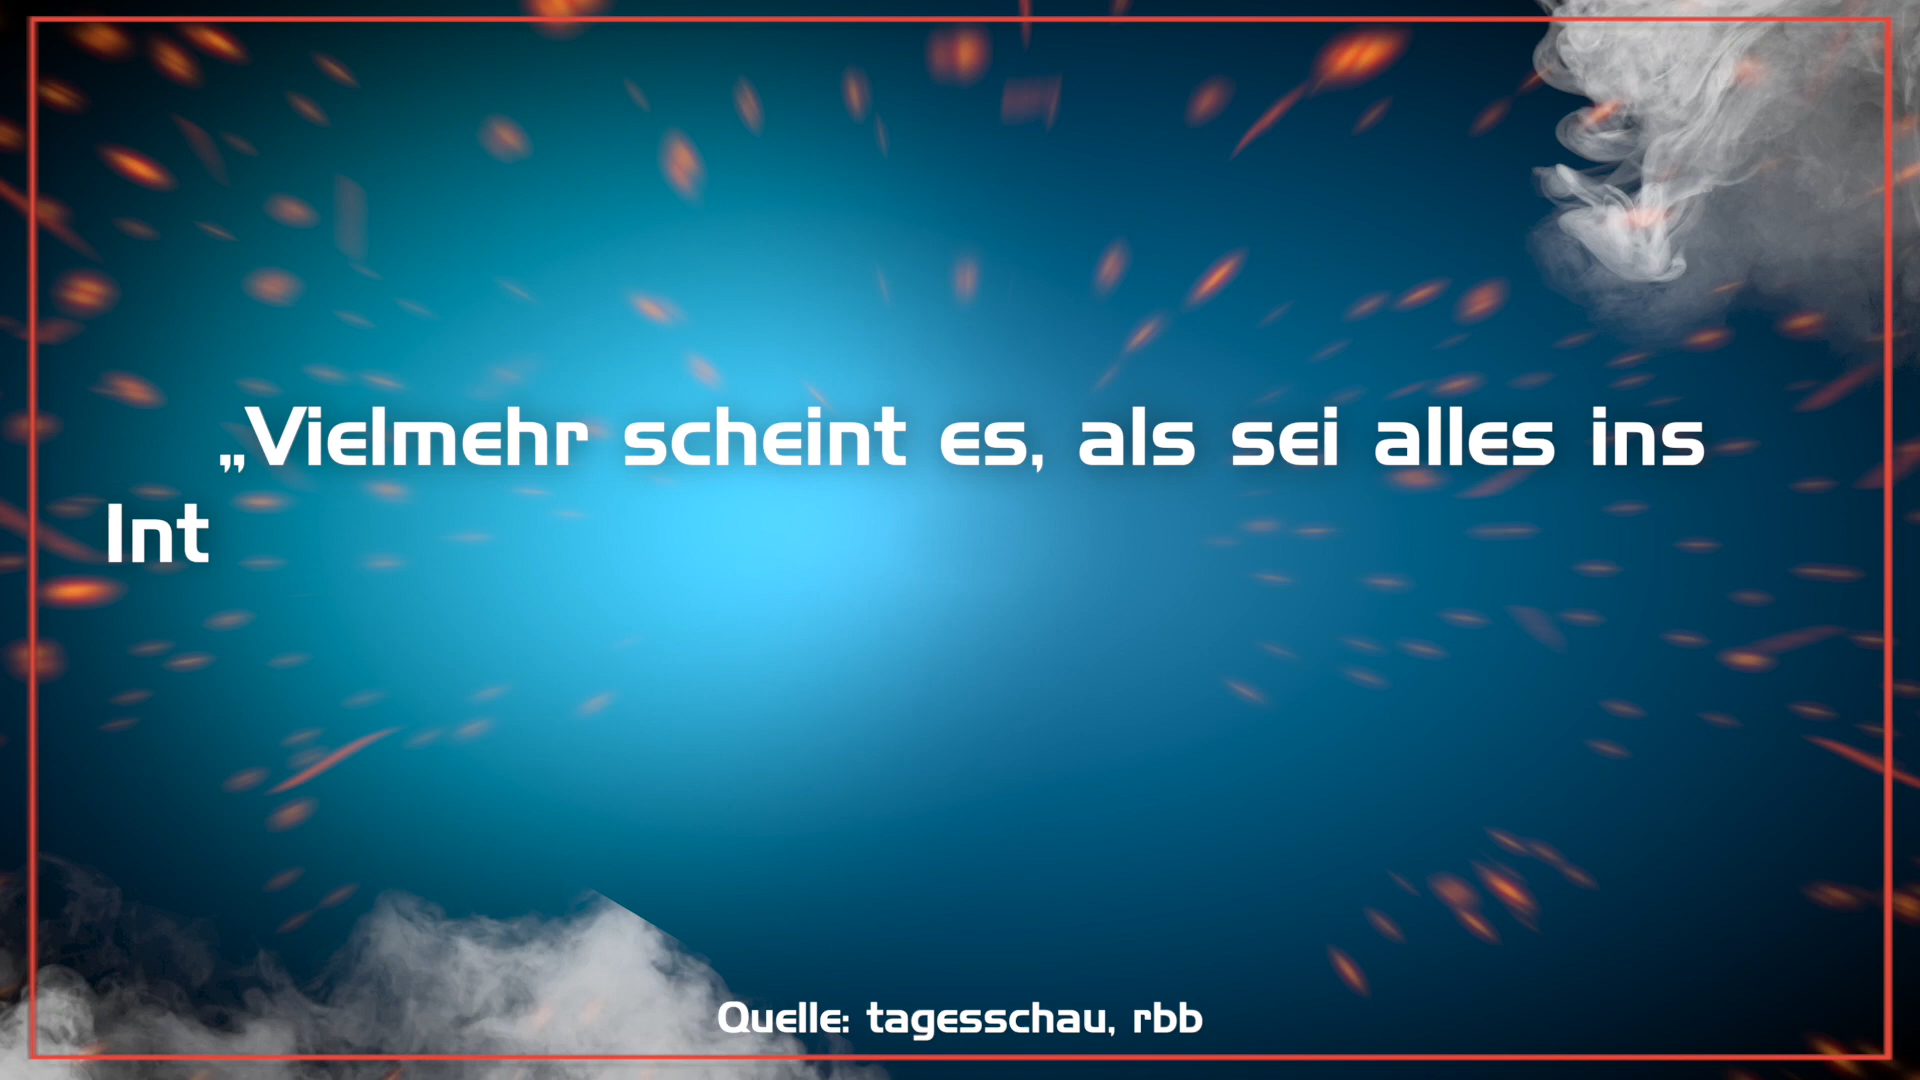 „Vielmehr scheint es, als sei alles ins
Int
Quelle: tagesschau, rbb